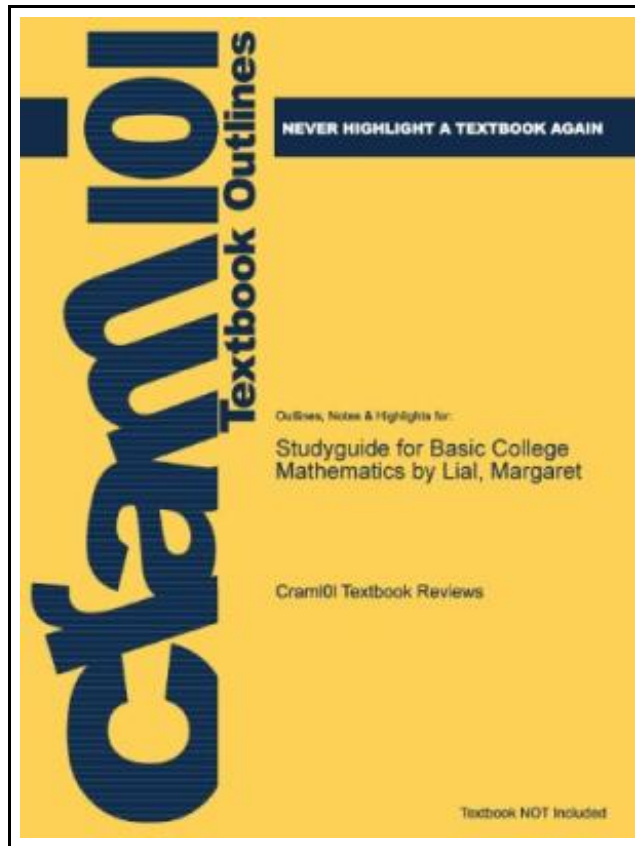 Cram101
Textbook Outlines
NEVER HIGHLIGHT A TEXTBOOK AGAIN
Outlines, Notes & Highlights for:
Studyguide for Basic College
Mathematics by Lial, Margaret
Cram101 Textbook Reviews
Textbook NOT Included